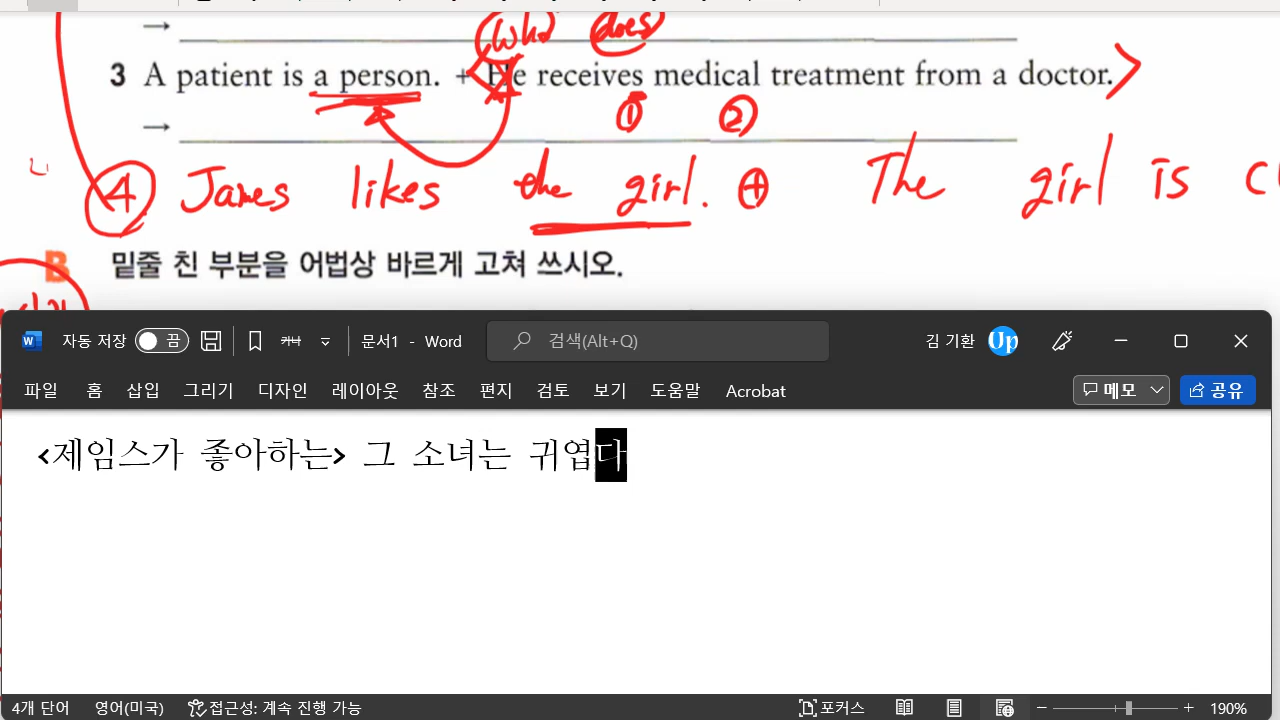 →
who does
3 A patient is a person. + He receives medical treatment from a doctor.
① ②
→
④ James likes the girl. ⊕ The girl is
B 밑줄 친 부분을 어법상 바르게 고쳐 쓰시오.
자동 저장 끔 가나 문서1 - Word 검색(Alt+Q) 김 기환 Up
파일 홈 삽입 그리기 디자인 레이아웃 참조 편지 검토 보기 도움말 Acrobat 메모 공유
<제임스가 좋아하는> 그 소녀는 귀엽다
4개 단어 영어(미국) 접근성: 계속 진행 가능 포커스 190%